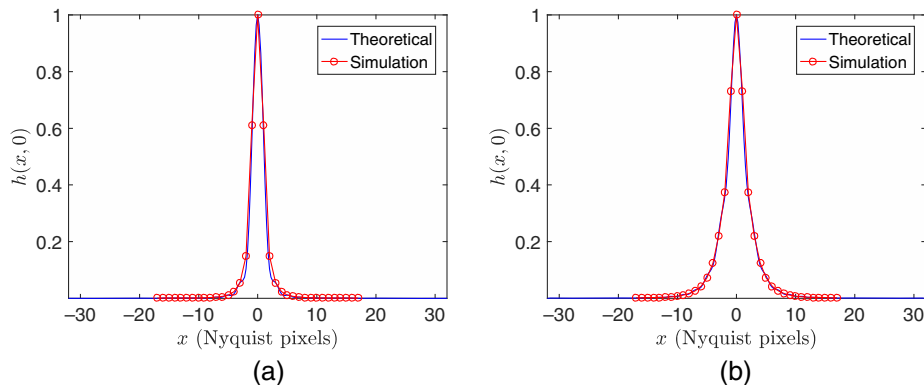 1
0.8
0.6
0.4
0.2
h(x, 0)
Theoretical
Simulation
−30 −20 −10 0 10 20 30
x (Nyquist pixels)
(a)
1
0.8
0.6
0.4
0.2
h(x, 0)
Theoretical
Simulation
−30 −20 −10 0 10 20 30
x (Nyquist pixels)
(b)